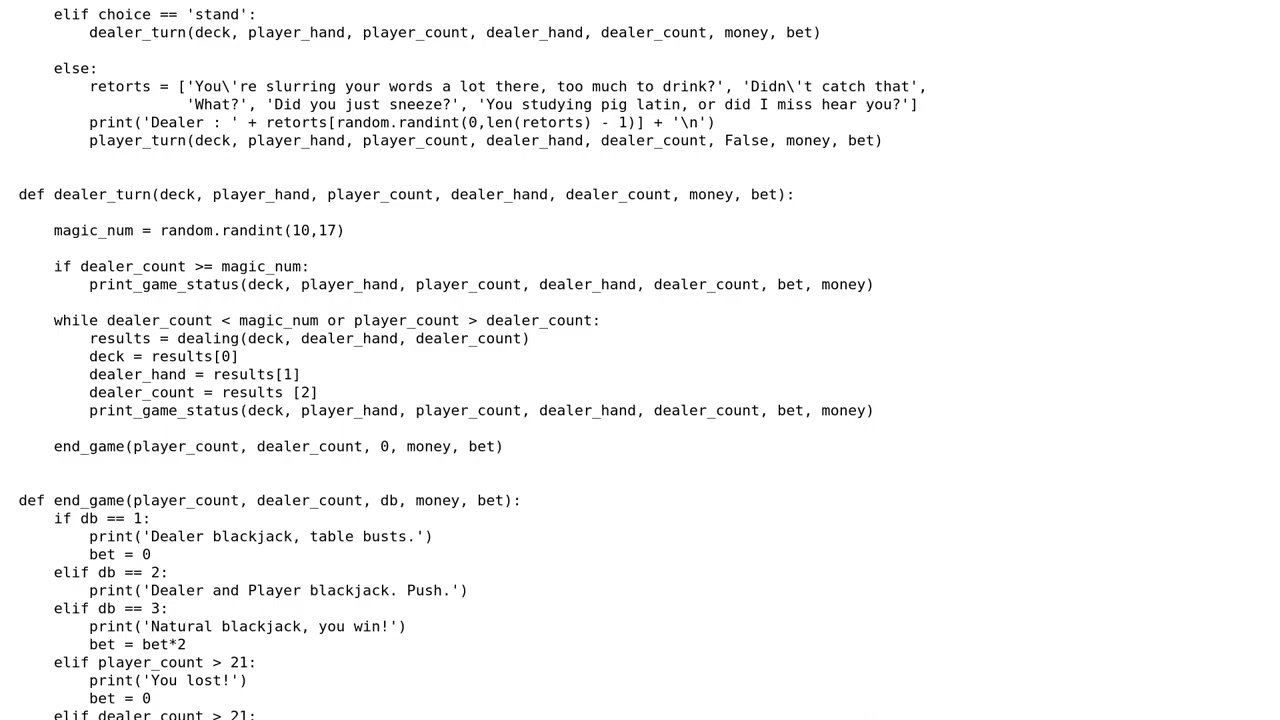 elif choice == 'stand':
        dealer_turn(deck, player_hand, player_count, dealer_hand, dealer_count, money, bet)

    else:
        retorts = ['You\'re slurring your words a lot there, too much to drink?', 'Didn\'t catch that',
                   'What?', 'Did you just sneeze?', 'You studying pig latin, or did I miss hear you?']
        print('Dealer : ' + retorts[random.randint(0,len(retorts) - 1)] + '\n')
        player_turn(deck, player_hand, player_count, dealer_hand, dealer_count, False, money, bet)


def dealer_turn(deck, player_hand, player_count, dealer_hand, dealer_count, money, bet):

    magic_num = random.randint(10,17)

    if dealer_count >= magic_num:
        print_game_status(deck, player_hand, player_count, dealer_hand, dealer_count, bet, money)

    while dealer_count < magic_num or player_count > dealer_count:
        results = dealing(deck, dealer_hand, dealer_count)
        deck = results[0]
        dealer_hand = results[1]
        dealer_count = results [2]
        print_game_status(deck, player_hand, player_count, dealer_hand, dealer_count, bet, money)

    end_game(player_count, dealer_count, 0, money, bet)


def end_game(player_count, dealer_count, db, money, bet):
    if db == 1:
        print('Dealer blackjack, table busts.')
        bet = 0
    elif db == 2:
        print('Dealer and Player blackjack. Push.')
    elif db == 3:
        print('Natural blackjack, you win!')
        bet = bet*2
    elif player_count > 21:
        print('You lost!')
        bet = 0
    elif dealer_count > 21: